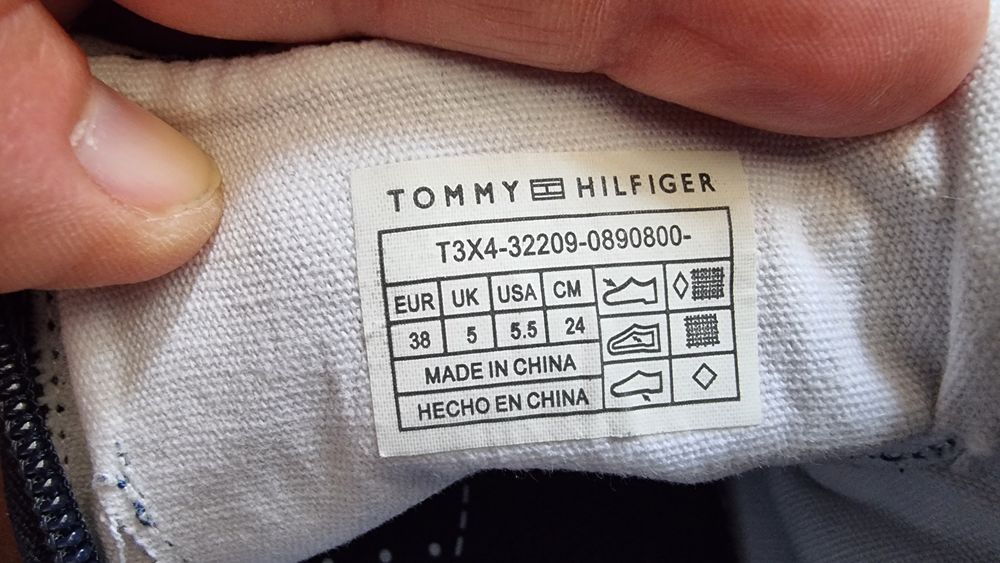 TOMMY HILFIGER
T3X4-32209-0890800-
EUR UK USA CM
38 5 5.5 24
MADE IN CHINA
HECHO EN CHINA